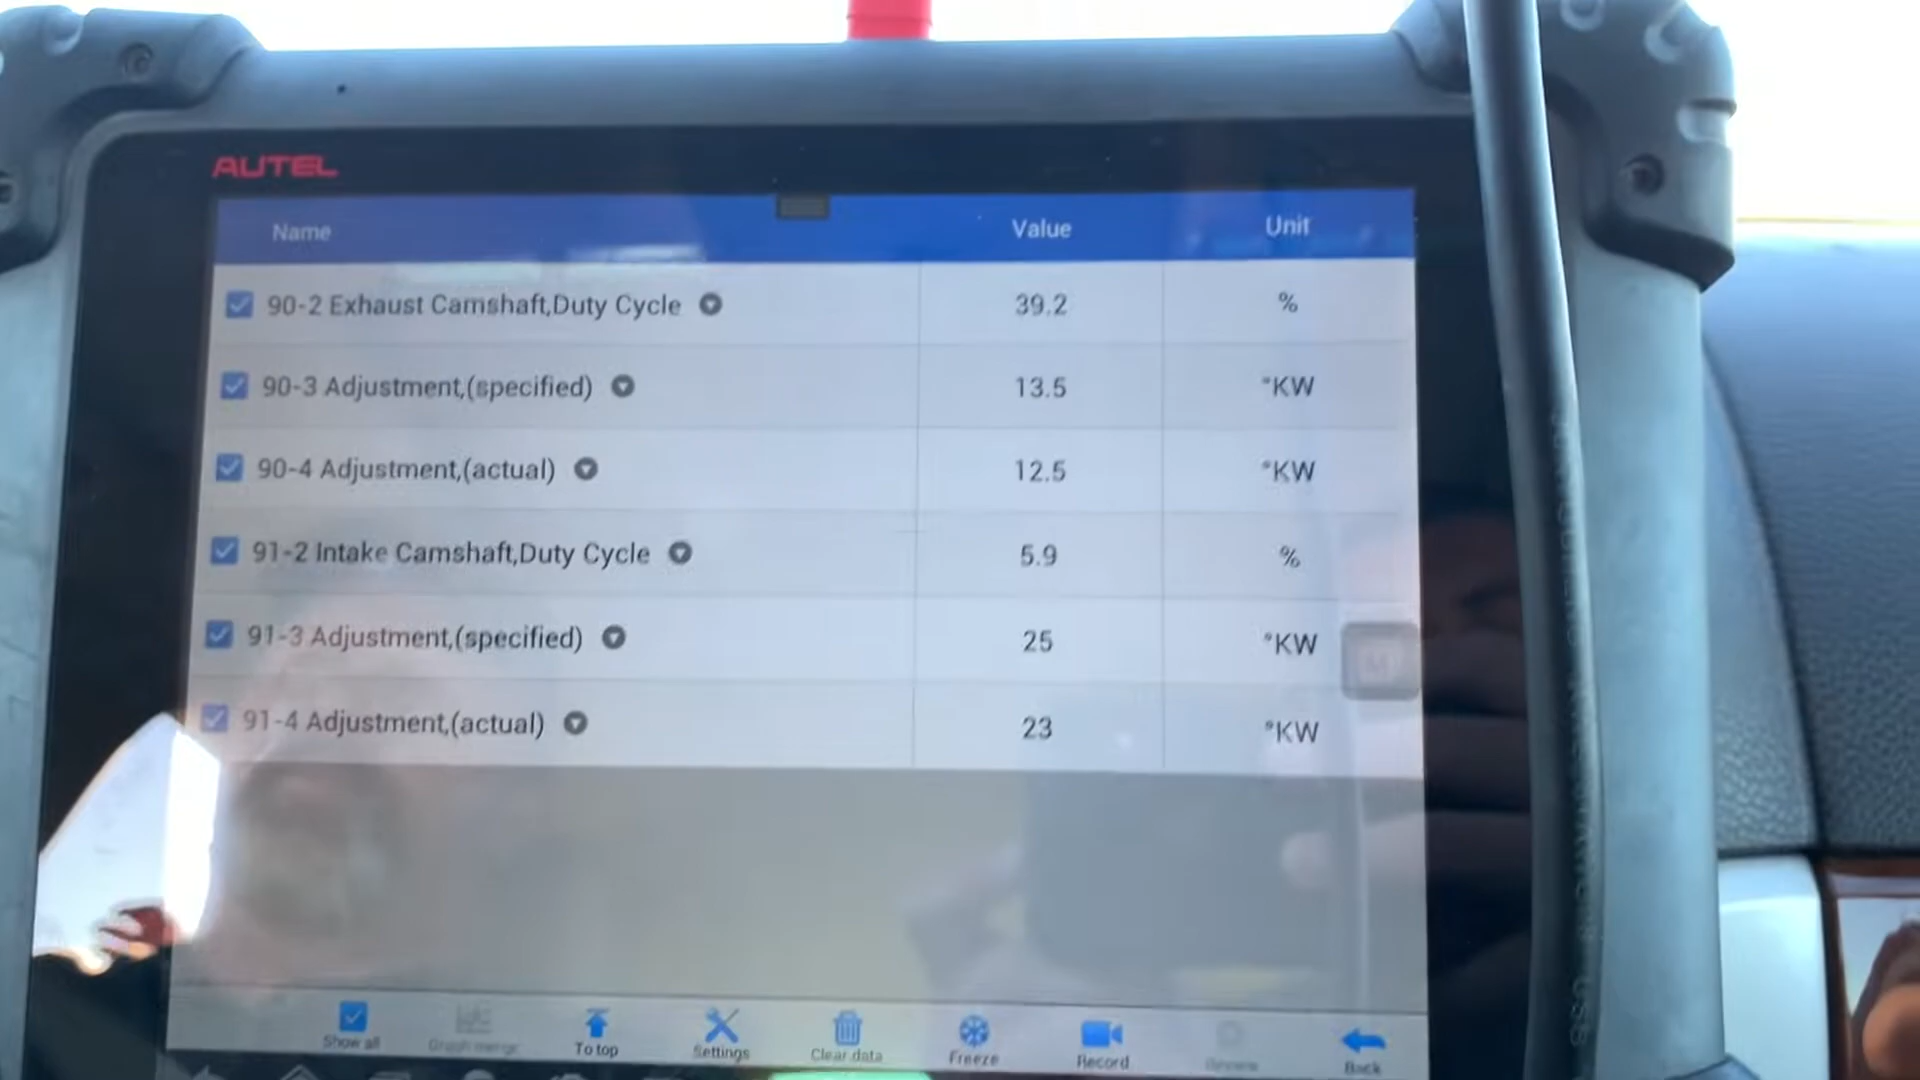 AUTEL
Name Value Unit
90-2 Exhaust Camshaft,Duty Cycle 39.2 %
90-3 Adjustment,(specified) 13.5 °KW
90-4 Adjustment,(actual) 12.5 °KW
91-2 Intake Camshaft,Duty Cycle 5.9 %
91-3 Adjustment,(specified) 25 °KW
91-4 Adjustment,(actual) 23 °KW
Show all Graph merge To top Settings Clear data Freeze Record Review Back